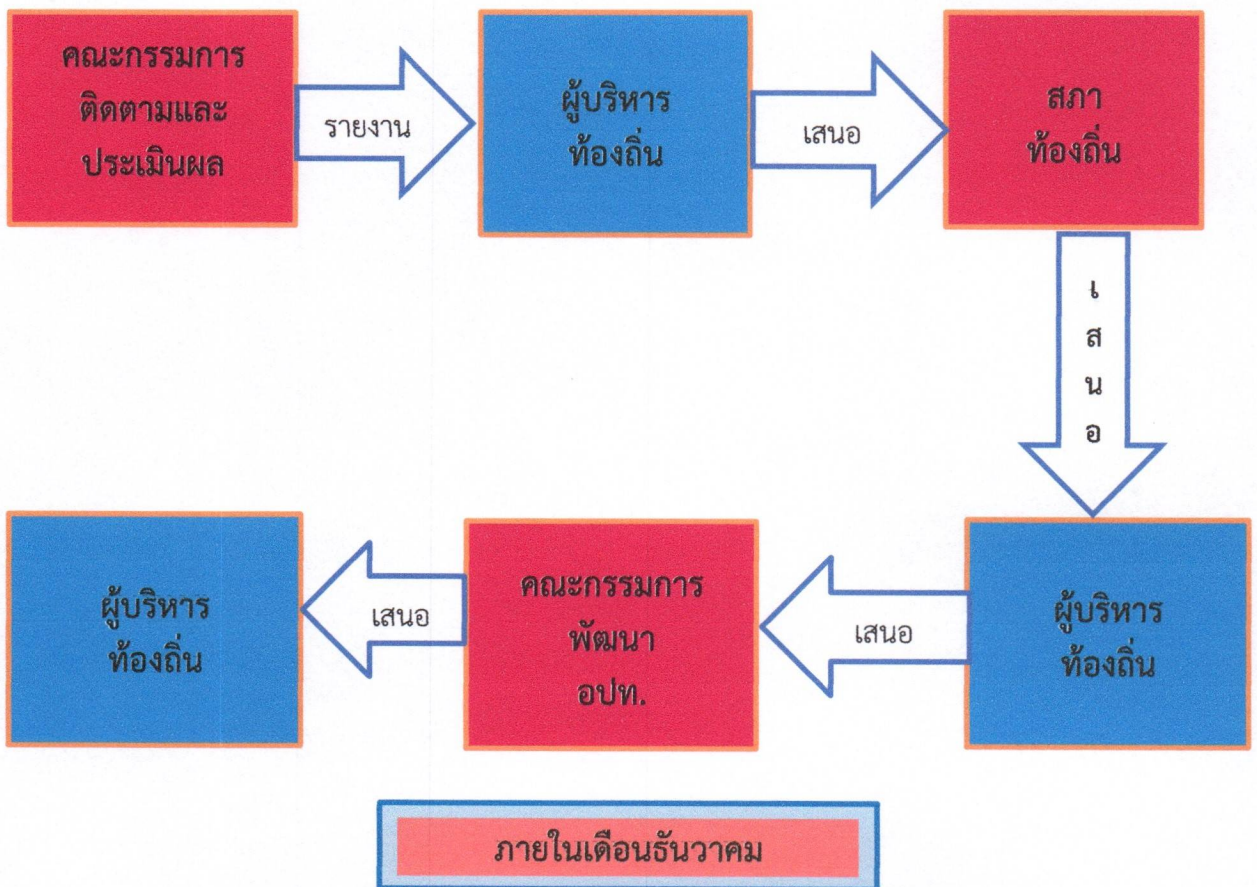 คณะกรรมการ
ติดตามและ
ประเมินผล
รายงาน
ผู้บริหาร
ท้องถิ่น
เสนอ
สภา
ท้องถิ่น
เสนอ
ผู้บริหาร
ท้องถิ่น
เสนอ
คณะกรรมการ
พัฒนา
อปท.
เสนอ
ผู้บริหาร
ท้องถิ่น
ภายในเดือนธันวาคม